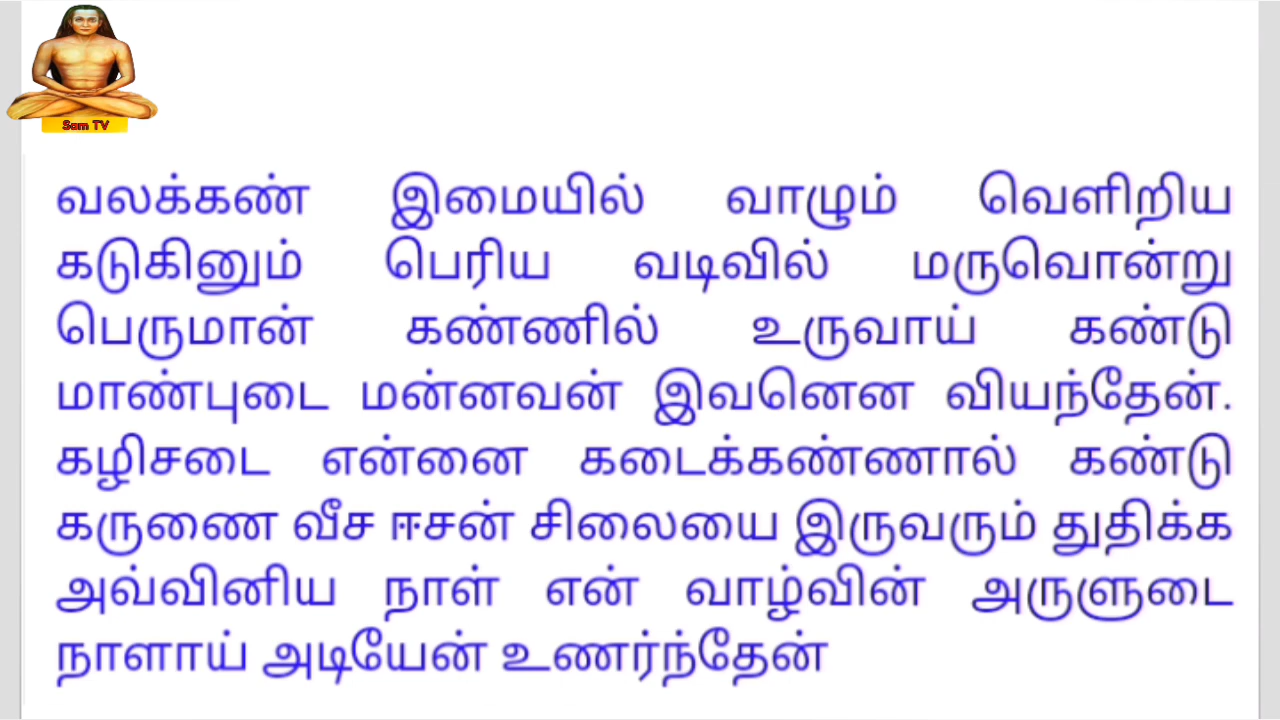 Sam TV
வலக்கண் இமையில் வாழும் வெளிறிய
கடுகினும் பெரிய வடிவில் மருவொன்று
பெருமான் கண்ணில் உருவாய் கண்டு
மாண்புடை மன்னவன் இவனென வியந்தேன்.
கழிசடை என்னை கடைக்கண்ணால் கண்டு
கருணை வீச ஈசன் சிலையை இருவரும் துதிக்க
அவ்வினிய நாள் என் வாழ்வின் அருளுடை
நாளாய் அடியேன் உணர்ந்தேன்